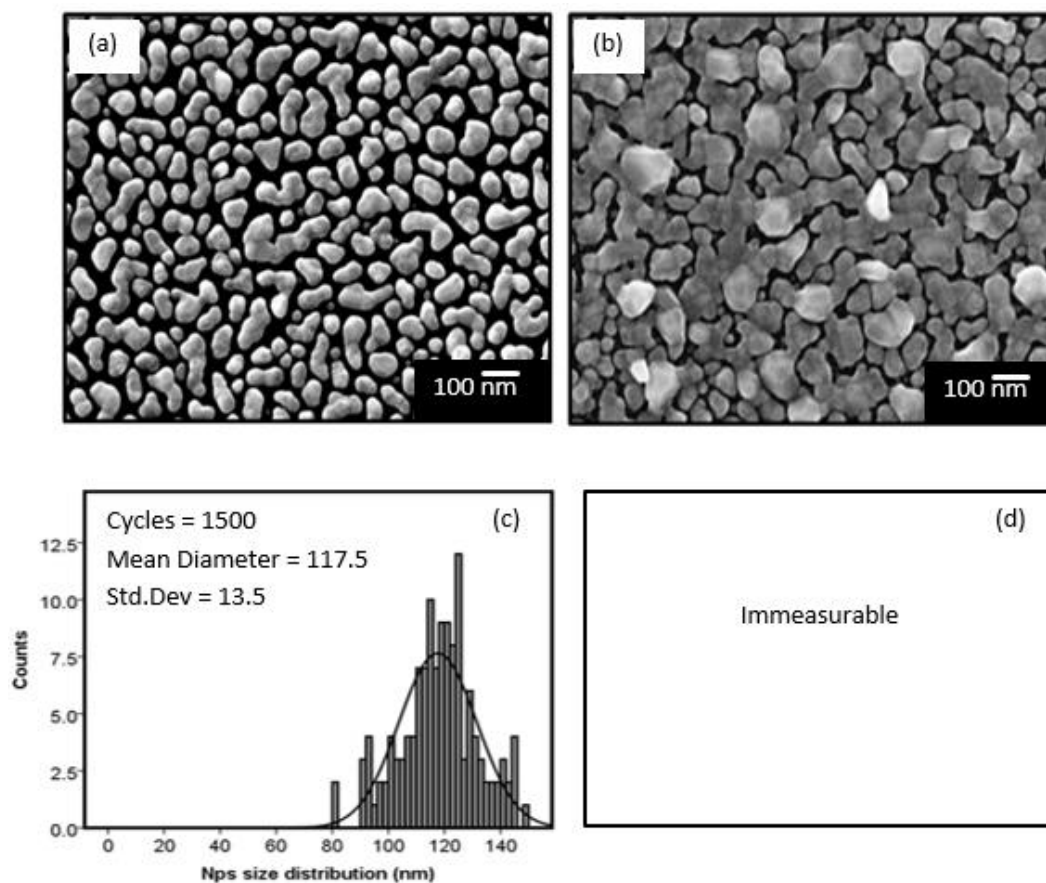 (a)
(b)
100 nm
100 nm
Cycles = 1500
(c)
Mean Diameter = 117.5
Std.Dev = 13.5
12.5
10.0
7.5
5.0
2.5
0.0
Counts
0 20 40 60 80 100 120 140
Nps size distribution (nm)
(d)
Immeasurable